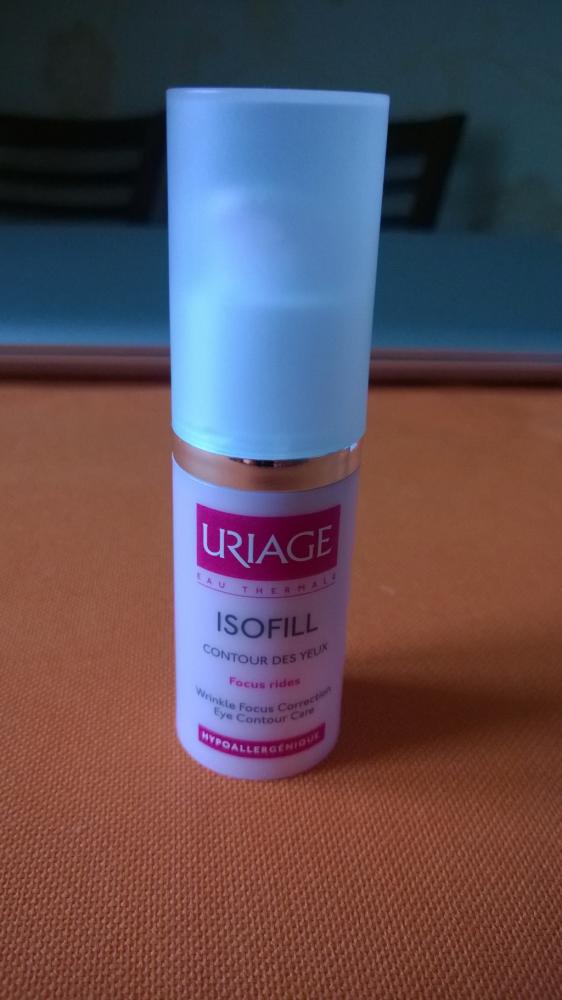 URIAGE
EAU THERMALE
ISOFILL
CONTOUR DES YEUX
Focus rides
Wrinkle Focus Correction
Eye Contour Care
HYPOALLERGÉNIQUE